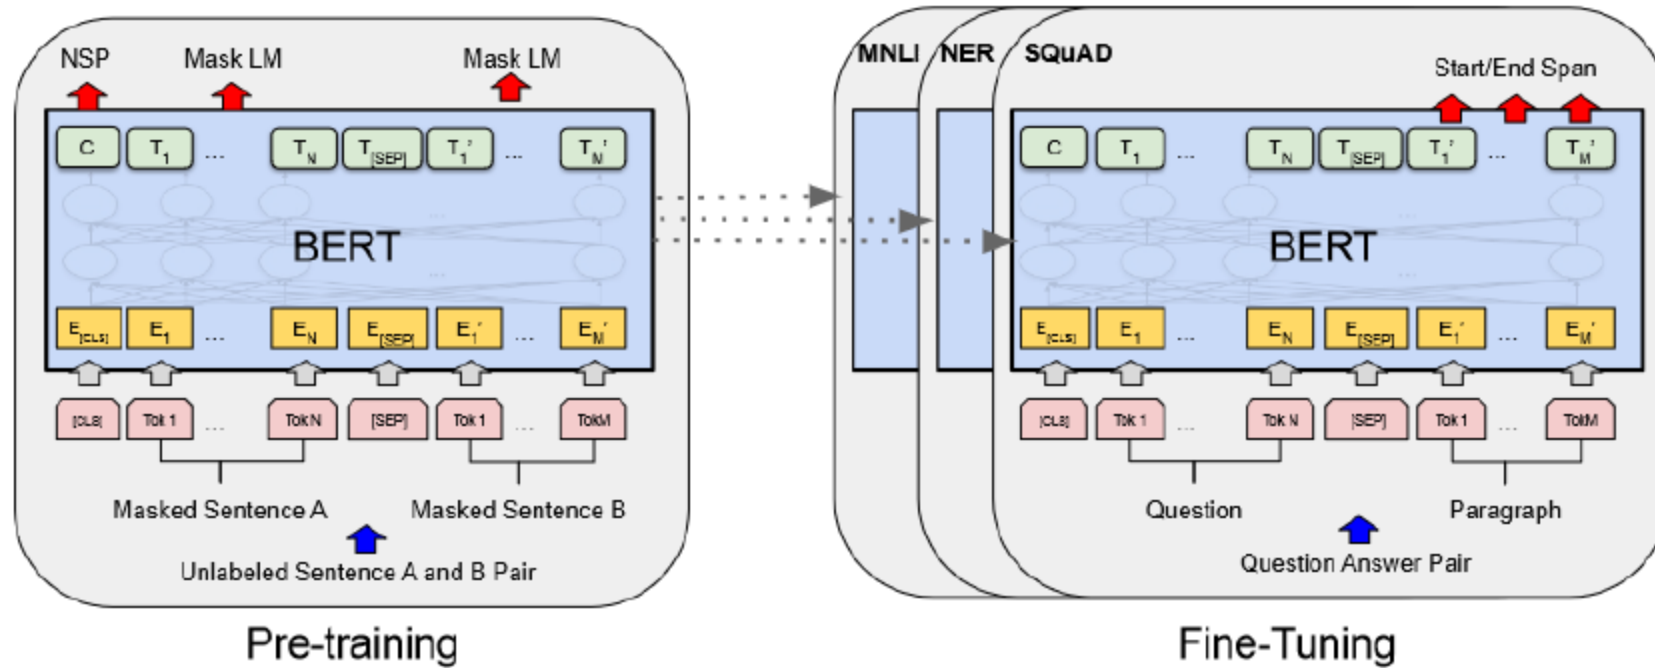 NSP Mask LM Mask LM
C T1 ... TN T[SEP] T1' ... TM'
...
BERT
...
E[CLS] E1 ... EN E[SEP] E1' ... EM'
[CLS] Tok 1 ... Tok N [SEP] Tok 1 ... TokM
Masked Sentence A Masked Sentence B
Unlabeled Sentence A and B Pair
Pre-training
MNLI NER SQuAD
Start/End Span
C T1 ... TN T[SEP] T1' ... TM'
...
BERT
...
E[CLS] E1 ... EN E[SEP] E1' ... EM'
[CLS] Tok 1 ... Tok N [SEP] Tok 1 ... TokM
Question Paragraph
Question Answer Pair
Fine-Tuning